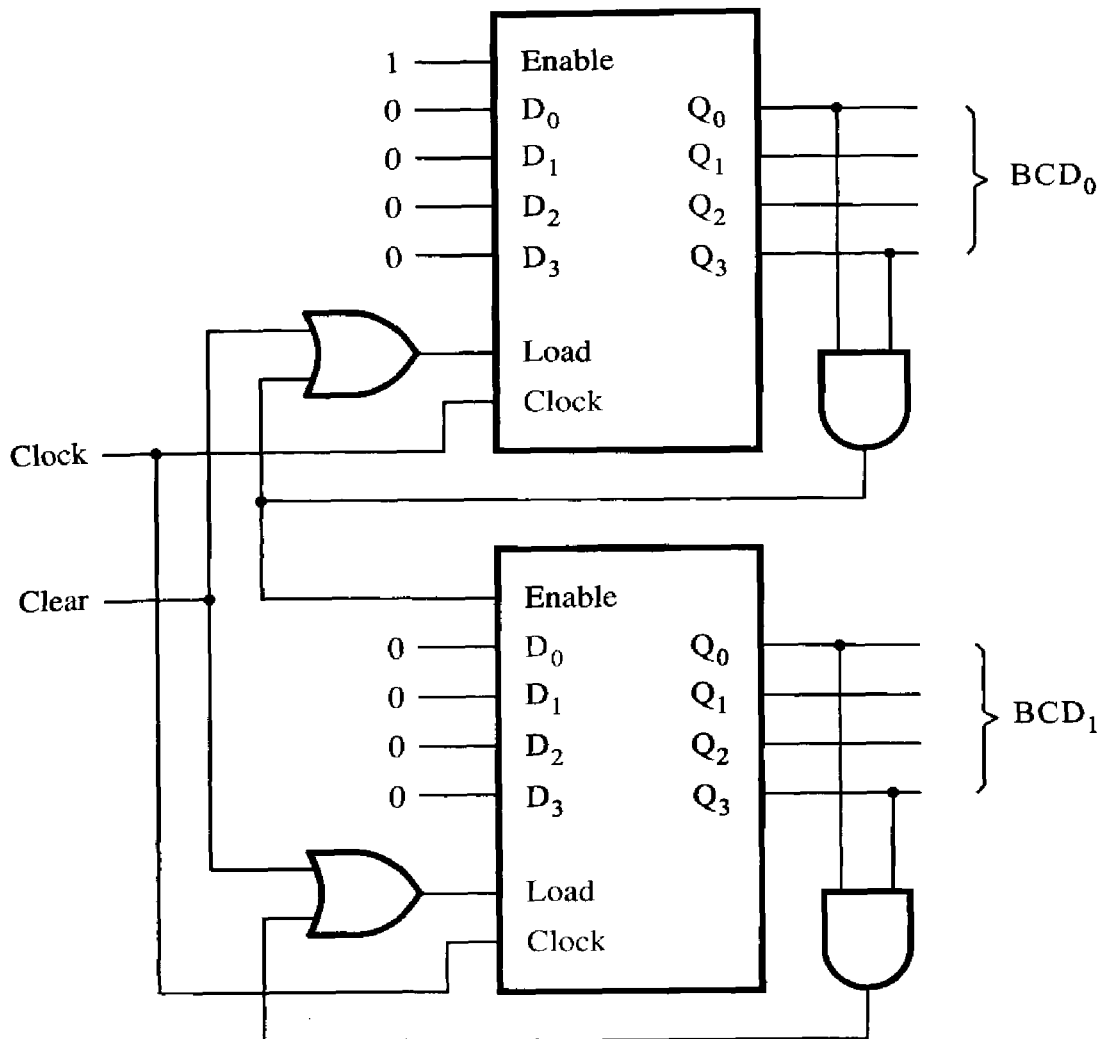 1 Enable
0 D0 Q0
0 D1 Q1
0 D2 Q2
0 D3 Q3
BCD0
Load
Clock
Clock
Clear
Enable
0 D0 Q0
0 D1 Q1
0 D2 Q2
0 D3 Q3
BCD1
Load
Clock